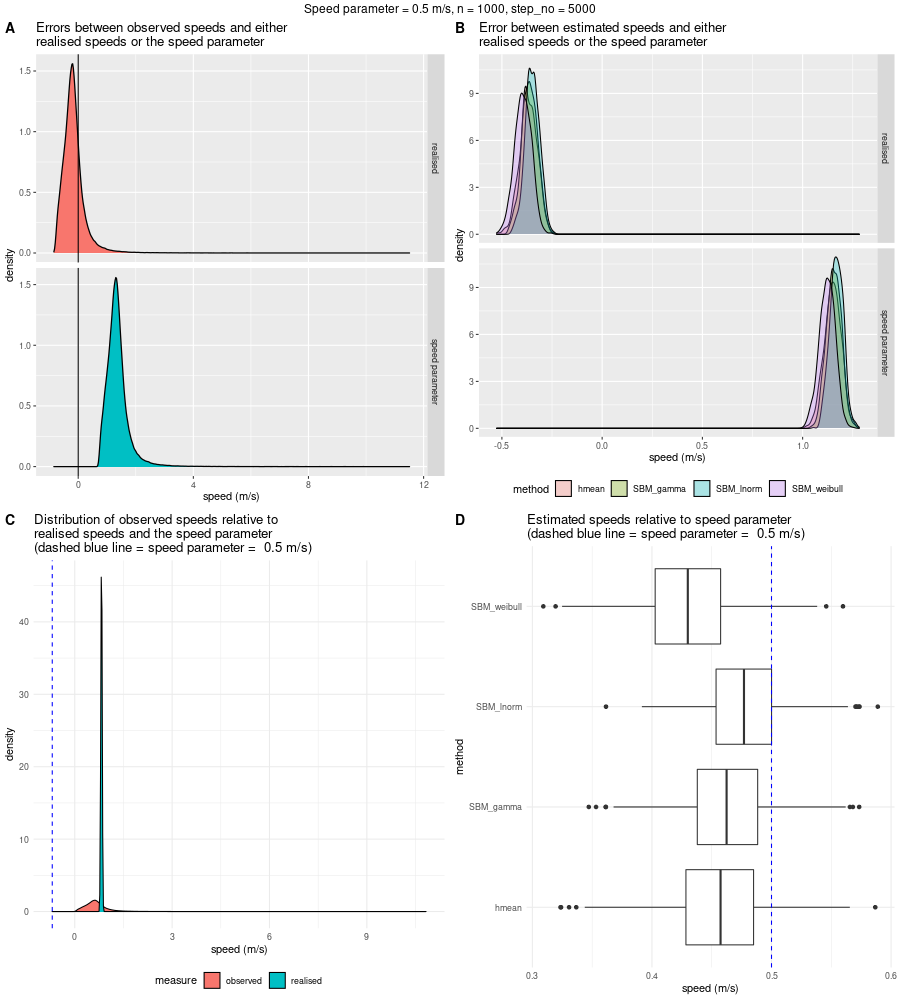 Speed parameter = 0.5 m/s, n = 1000, step_no = 5000
A
Errors between observed speeds and either
realised speeds or the speed parameter
density
1.5
1.0
0.5
0.0
realised
1.5
1.0
0.5
0.0
speed parameter
0
4
8
12
speed (m/s)
B
Error between estimated speeds and either
realised speeds or the speed parameter
density
9
6
3
0
realised
9
6
3
0
speed parameter
-0.5
0.0
0.5
1.0
speed (m/s)
method
hmean
SBM_gamma
SBM_lnorm
SBM_weibull
C
Distribution of observed speeds relative to
realised speeds and the speed parameter
(dashed blue line = speed parameter =  0.5 m/s)
density
40
30
20
10
0
0
3
6
9
speed (m/s)
measure
observed
realised
D
Estimated speeds relative to speed parameter
(dashed blue line = speed parameter =  0.5 m/s)
method
SBM_weibull
SBM_lnorm
SBM_gamma
hmean
0.3
0.4
0.5
0.6
speed (m/s)